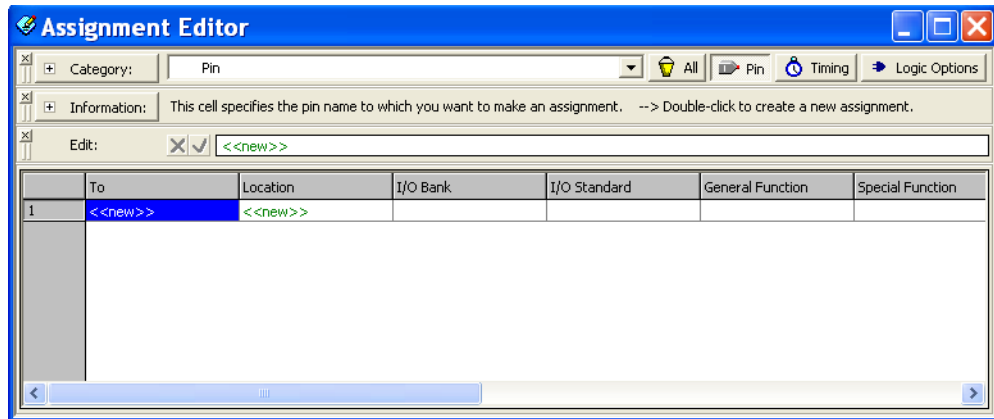 Assignment Editor
Category: Pin All Pin Timing Logic Options
Information: This cell specifies the pin name to which you want to make an assignment. --> Double-click to create a new assignment.
Edit: <<new>>
To Location I/O Bank I/O Standard General Function Special Function
1 <<new>> <<new>>